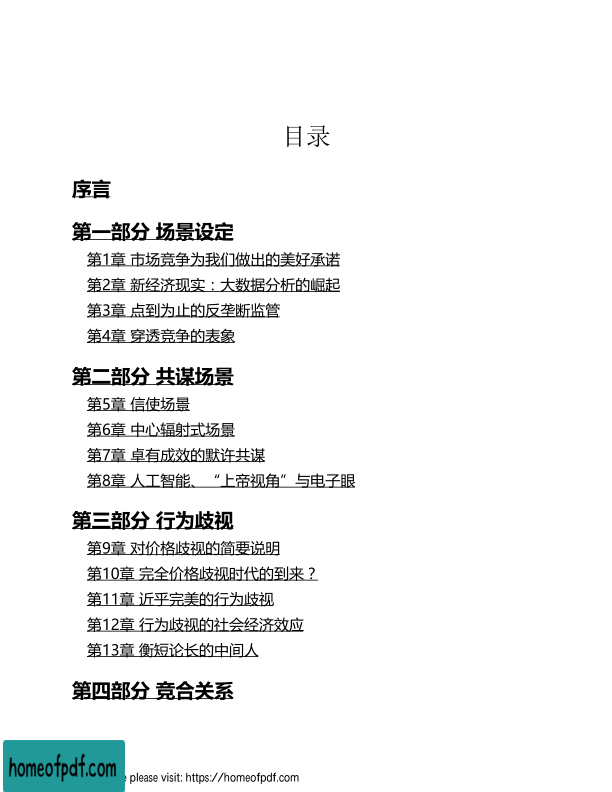 目录
序言
第一部分 场景设定
第1章 市场竞争为我们做出的美好承诺
第2章 新经济现实：大数据分析的崛起
第3章 点到为止的反垄断监管
第4章 穿透竞争的表象
第二部分 共谋场景
第5章 信使场景
第6章 中心辐射式场景
第7章 卓有成效的默许共谋
第8章 人工智能、“上帝视角”与电子眼
第三部分 行为歧视
第9章 对价格歧视的简要说明
第10章 完全价格歧视时代的到来？
第11章 近乎完美的行为歧视
第12章 行为歧视的社会经济效应
第13章 衡短论长的中间人
第四部分 竞合关系
homeofpdf.com
please visit: https://homeofpdf.com